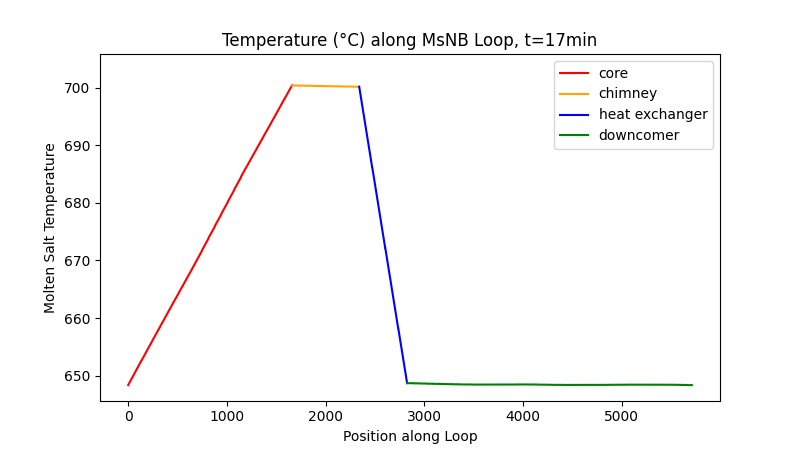 Temperature (°C) along MsNB Loop, t=17min
core
chimney
heat exchanger
downcomer
Molten Salt Temperature
700
690
680
670
660
650
0 1000 2000 3000 4000 5000
Position along Loop